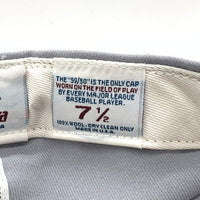 THE "59/50" IS THE ONLY CAP
WORN ON THE FIELD OF PLAY
BY EVERY MAJOR LEAGUE
BASEBALL PLAYER.
7 1/2
100% WOOL-DRY CLEAN ONLY
MADE IN U.S.A.